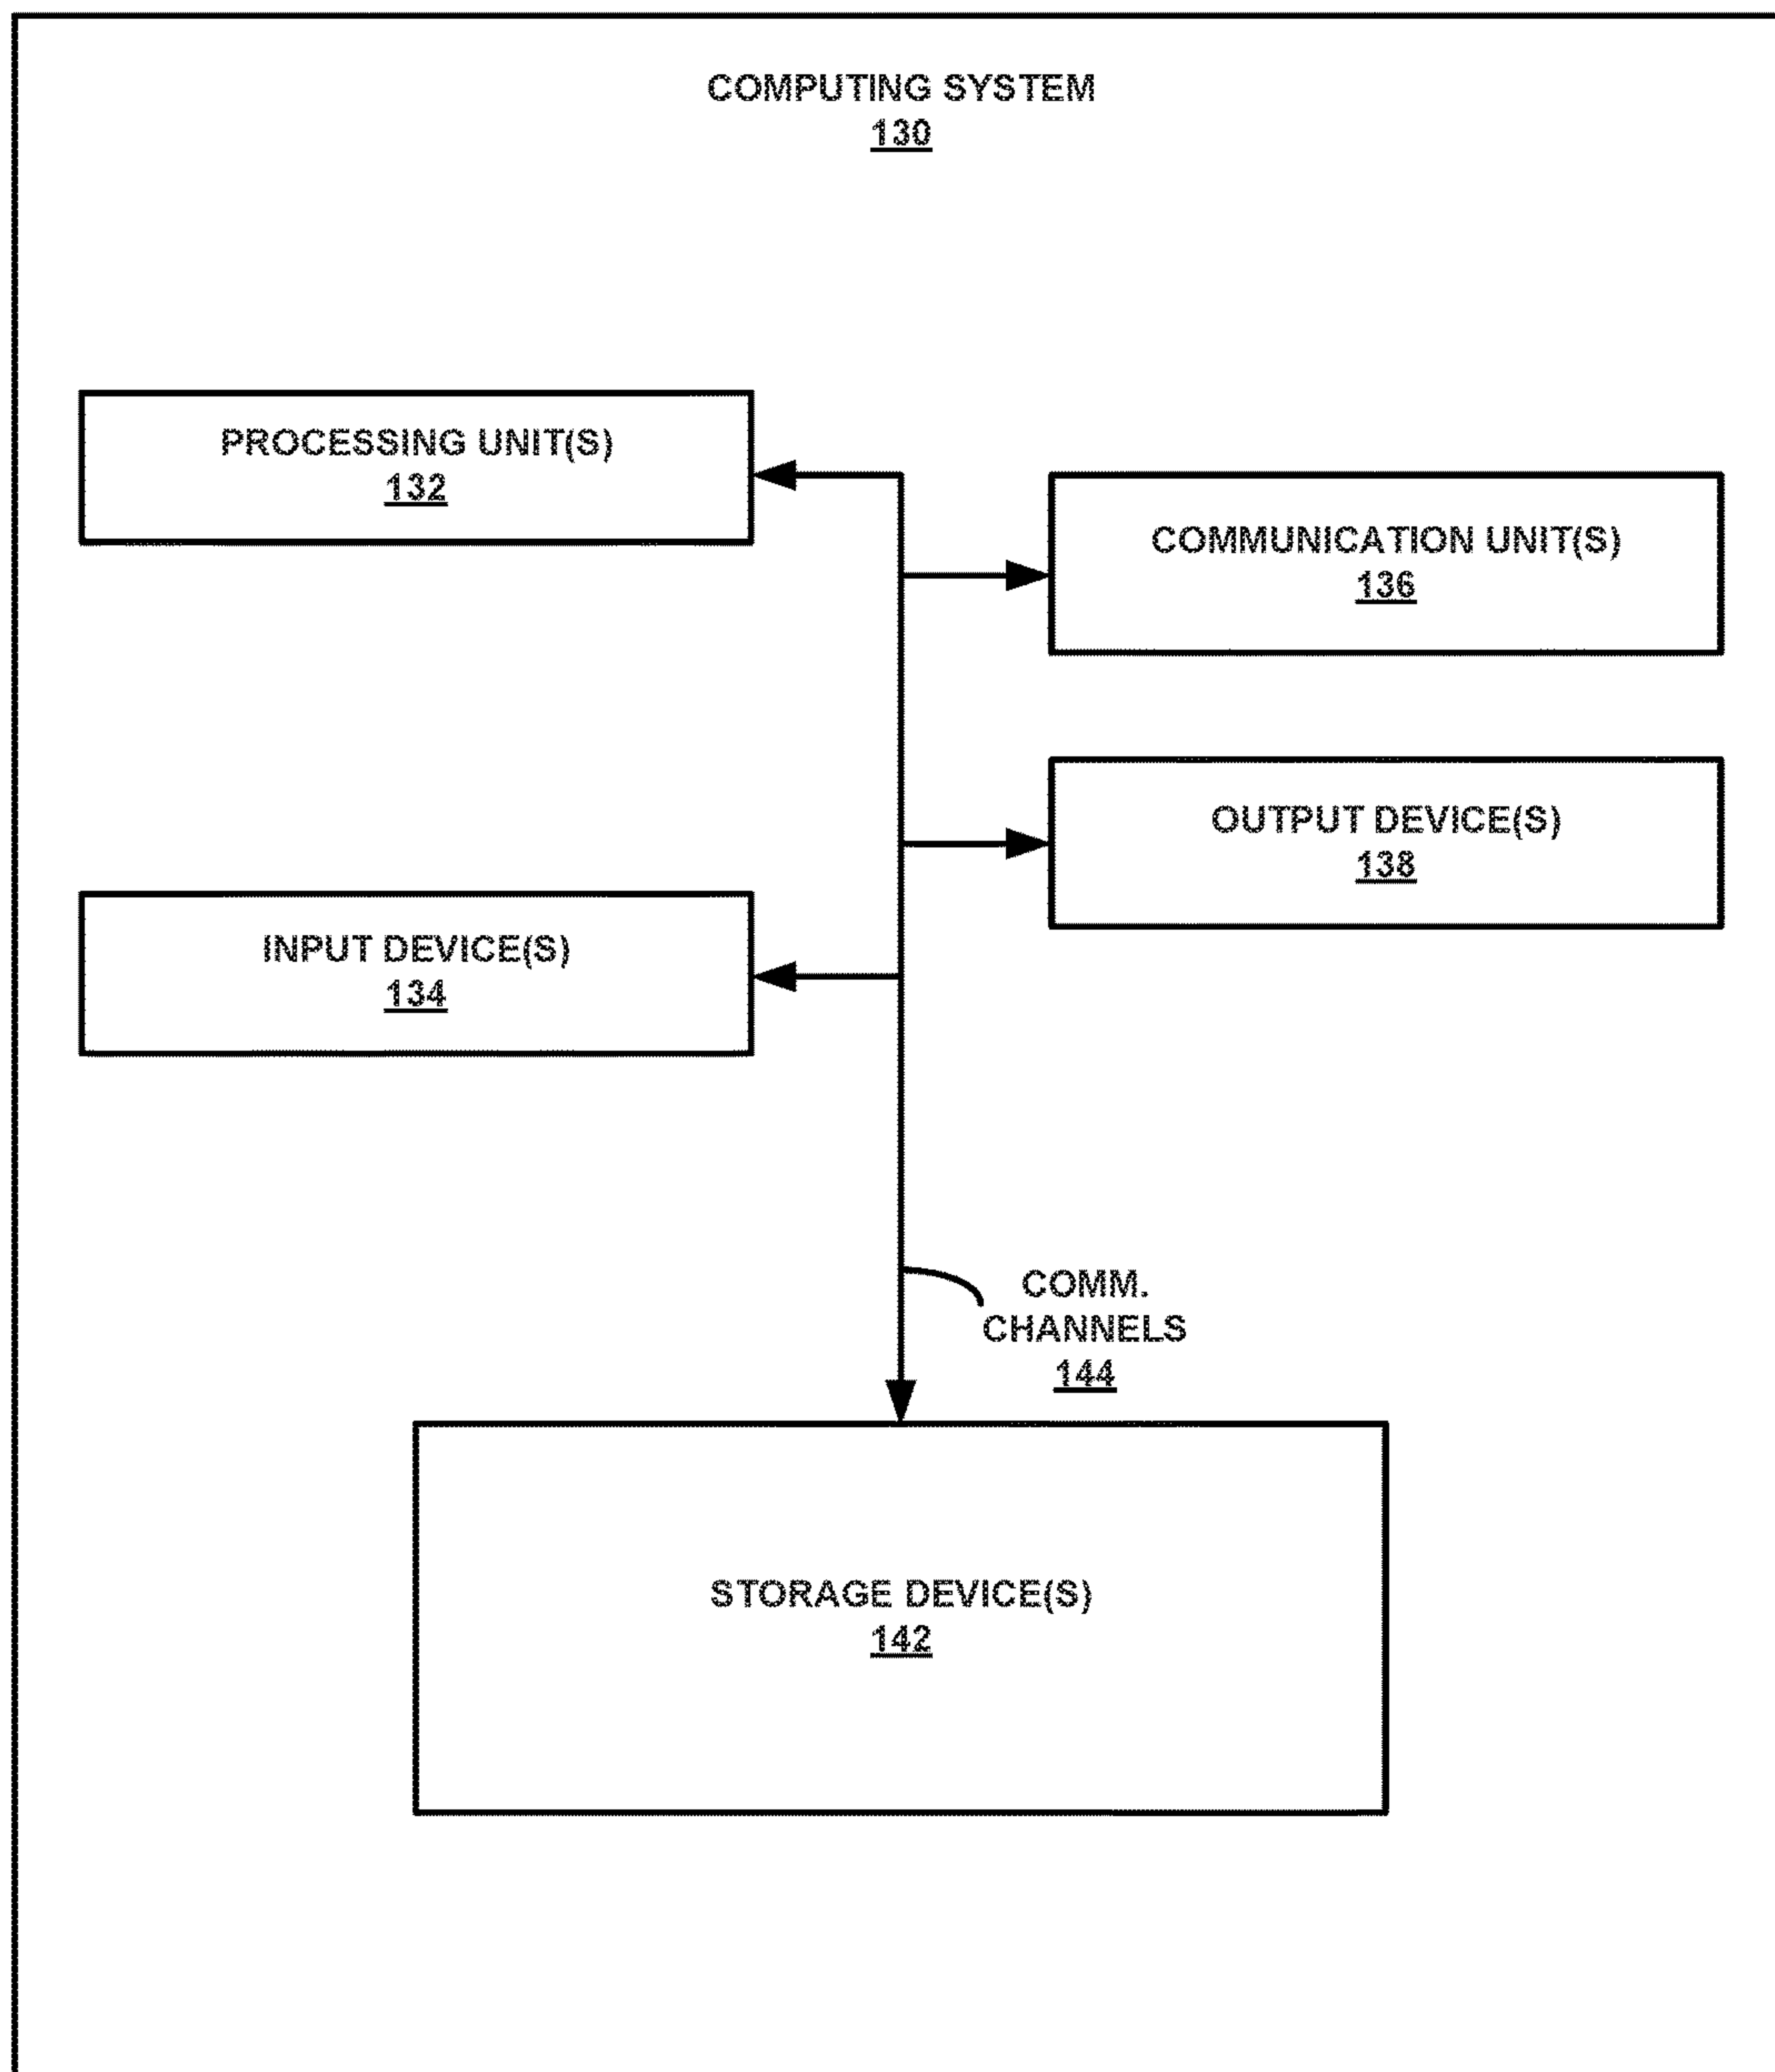 COMPUTING SYSTEM
130
PROCESSING UNIT(S)
132
COMMUNICATION UNIT(S)
136
OUTPUT DEVICE(S)
138
INPUT DEVICE(S)
134
COMM.
CHANNELS
144
STORAGE DEVICE(S)
142